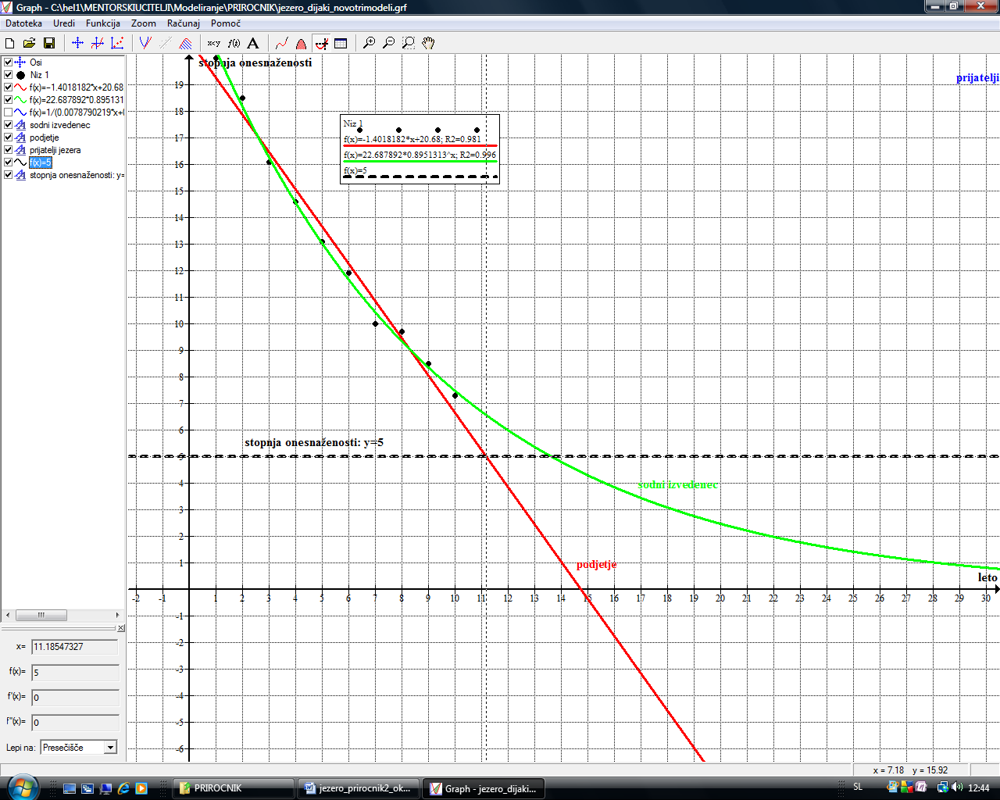 Graph - C:\hel1\MENTORSKIUCITELJI\Modeliranje\PRIROCNIK\jezero_dijaki_novotrimodeli.grf
Datoteka Uredi Funkcija Zoom Računaj Pomoč
Osi
Niz 1
f(x)=-1.4018182*x+20.68
f(x)=22.687892*0.895131
f(x)=1/(0.0078790219*x+
sodni izvedenec
podjetje
prijatelji jezera
f(x)=5
stopnja onesnaženosti: y=
x= 11.18547327
f(x)= 5
f'(x)= 0
f''(x)= 0
Lepi na: Presečišče
stopnja onesnaženosti
prijatelji
Niz 1
f(x)=-1.4018182*x+20.68; R2=0.981
f(x)=22.687892*0.8951313^x; R2=0.996
f(x)=5
stopnja onesnaženosti: y=5
sodni izvedenec
podjetje
leto
19
18
17
16
15
14
13
12
11
10
9
8
7
6
5
4
3
2
1
-2 -1 1 2 3 4 5 6 7 8 9 10 11 12 13 14 15 16 17 18 19 20 21 22 23 24 25 26 27 28 29 30
-1
-2
-3
-4
-5
-6
x = 7.18 y = 15.92
PRIROCNIK
jezero_prirocnik2_ok...
Graph - jezero_dijaki...
SL
12:44